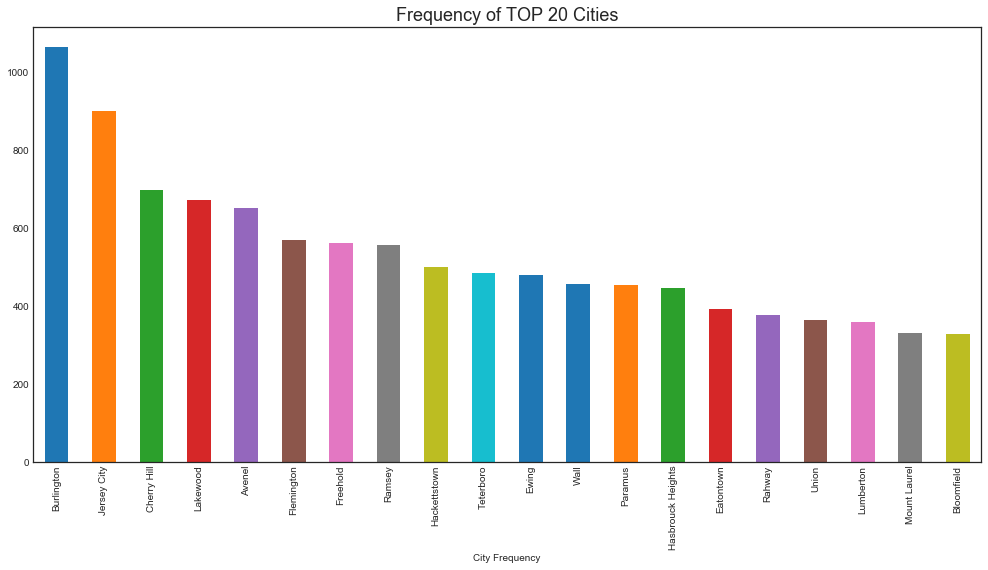 Frequency of TOP 20 Cities
1000
800
600
400
200
0
Burlington
Jersey City
Cherry Hill
Lakewood
Avenel
Flemington
Freehold
Ramsey
Hackettstown
Teterboro
Ewing
Wall
Paramus
Hasbrouck Heights
Eatontown
Rahway
Union
Lumberton
Mount Laurel
Bloomfield
City Frequency